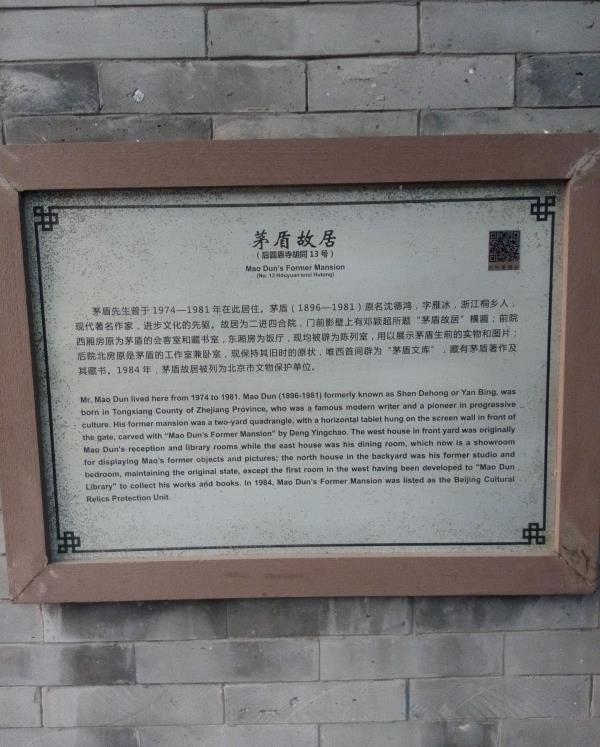 茅盾故居
（后圆恩寺胡同13号）
Mao Dun's Former Mansion
(No. 13 Houyuan'ensi Hutong)
茅盾先生曾于1974—1981年在此居住。茅盾（1896—1981）原名沈德鸿，字雁冰，浙江桐乡人，
现代著名作家，进步文化的先驱。故居为二进四合院，门前影壁上有邓颖超所题“茅盾故居”横匾；前院
西厢房原为茅盾的会客室和藏书室，东厢房为饭厅，现均被辟为陈列室，用以展示茅盾生前的实物和图片；
后院北房原是茅盾的工作室兼卧室，现保持其旧时的原状，唯西首间辟为“茅盾文库”，藏有茅盾著作及
其藏书。1984年，茅盾故居被列为北京市文物保护单位。
Mr. Mao Dun lived here from 1974 to 1981. Mao Dun (1896-1981) formerly known as Shen Dehong or Yan Bing, was
born in Tongxiang County of Zhejiang Province, who was a famous modern writer and a pioneer in progressive
culture. His former mansion was a two-yard quadrangle, with a horizontal tablet hung on the screen wall in front of
the gate, carved with "Mao Dun's Former Mansion" by Deng Yingchao. The west house in front yard was originally
Mao Dun's reception and library rooms while the east house was his dining room, which now is a showroom
for displaying Mao's former objects and pictures; the north house in the backyard was his former studio and
bedroom, maintaining the original state, except the first room in the west having been developed to "Mao Dun
Library" to collect his works and books. In 1984, Mao Dun's Former Mansion was listed as the Beijing Cultural
Relics Protection Unit.